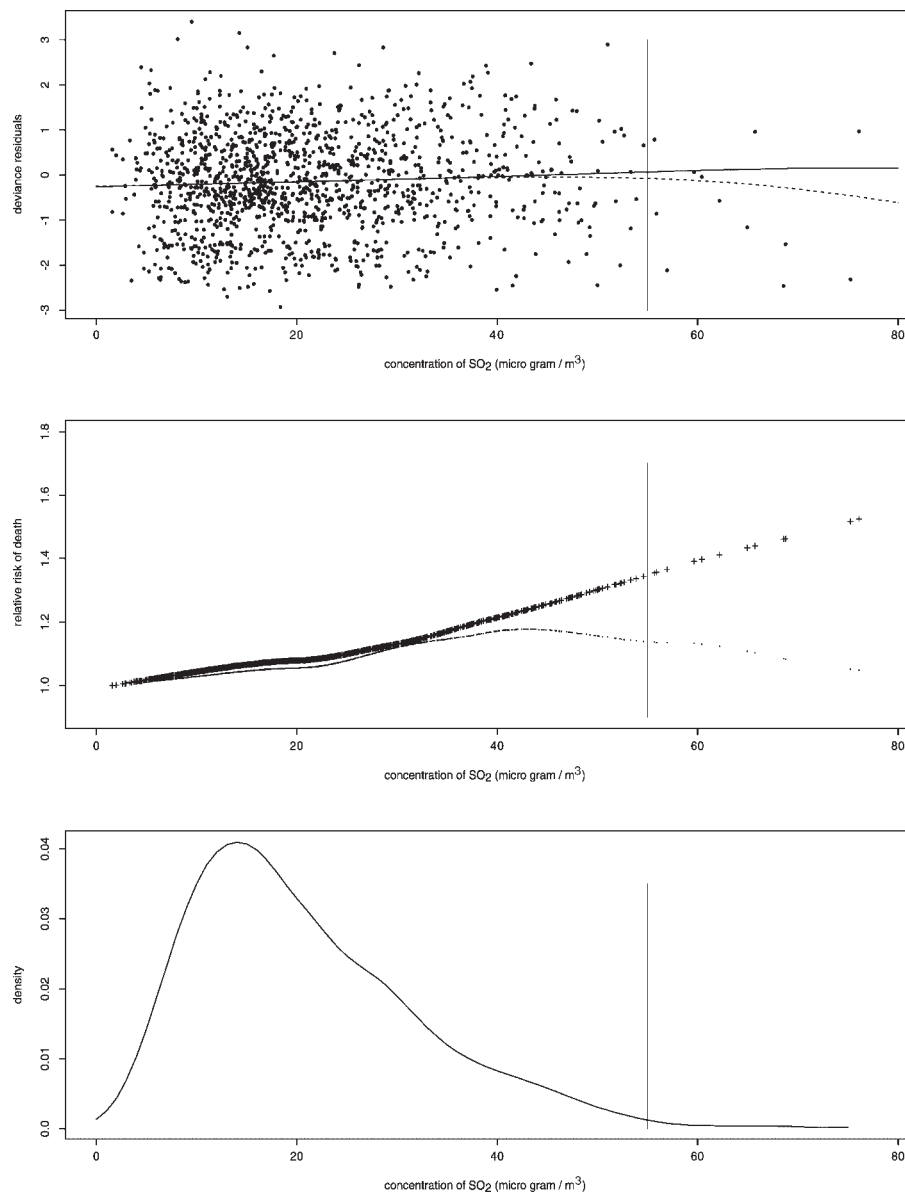 3
2
1
0
-1
-2
-3
deviance residuals
0 20 40 60 80
concentration of SO2 (micro gram / m3)
1.8
1.6
1.4
1.2
1.0
relative risk of death
0 20 40 60 80
concentration of SO2 (micro gram / m3)
0.04
0.03
0.02
0.01
0.0
density
0 20 40 60 80
concentration of SO2 (micro gram / m3)